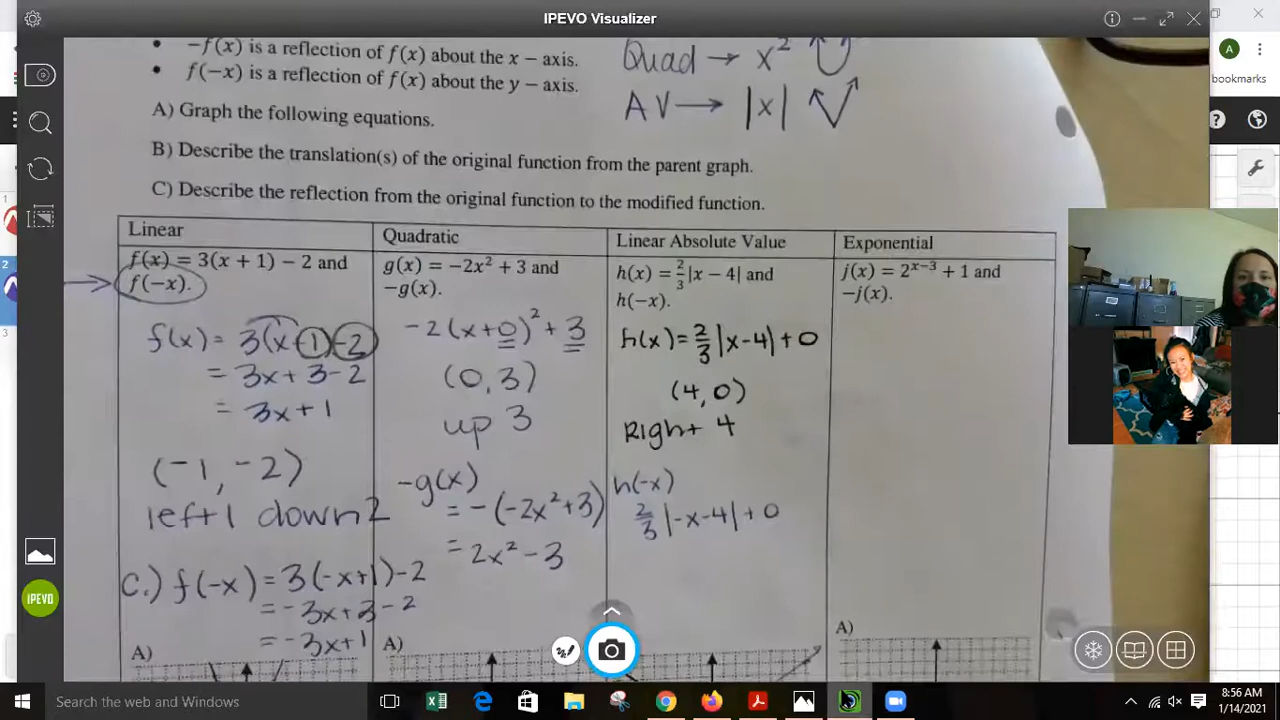 IPEVO Visualizer
A
bookmarks
• −f(x) is a reflection of f(x) about the x − axis.
• f(−x) is a reflection of f(x) about the y − axis.
Quad → x²
AV → |x|
A) Graph the following equations.
B) Describe the translation(s) of the original function from the parent graph.
C) Describe the reflection from the original function to the modified function.
Linear
f(x) = 3(x + 1) − 2 and
f(−x).
f(x) = 3(x+1)-2
= 3x+3-2
= 3x+1
(-1, -2)
left 1 down 2
C.) f(-x) = 3(-x+1)-2
= -3x+3-2
= -3x+1
A)
Quadratic
g(x) = −2x² + 3 and
−g(x).
-2(x+0)² + 3
(0,3)
up 3
-g(x)
= -(-2x²+3)
= 2x² - 3
A)
Linear Absolute Value
h(x) = 2/3|x − 4| and
h(−x).
h(x) = 2/3|x-4|+0
(4,0)
Right 4
h(-x)
2/3|-x-4|+0
Exponential
j(x) = 2^(x−3) + 1 and
−j(x).
A)
1
2
3
IPEVO
Search the web and Windows
8:56 AM
1/14/2021